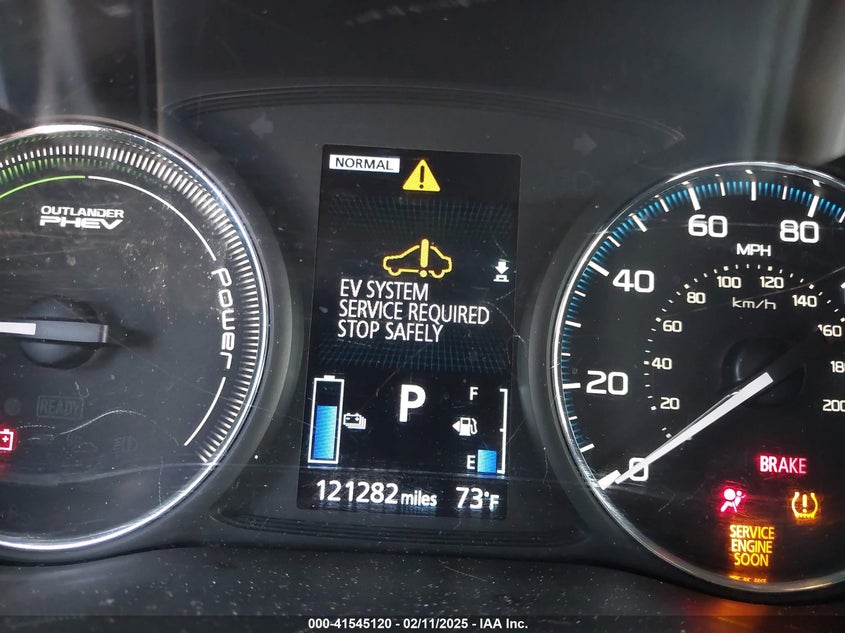 NORMAL
OUTLANDER
PHEV
Power
READY
EV SYSTEM
SERVICE REQUIRED
STOP SAFELY
P
F
E
121282 miles 73°F
0
20
40
60
80
MPH
km/h
20
40
60
80
100
120
140
160
180
200
BRAKE
SERVICE
ENGINE
SOON
000-41545120 - 02/11/2025 - IAA Inc.